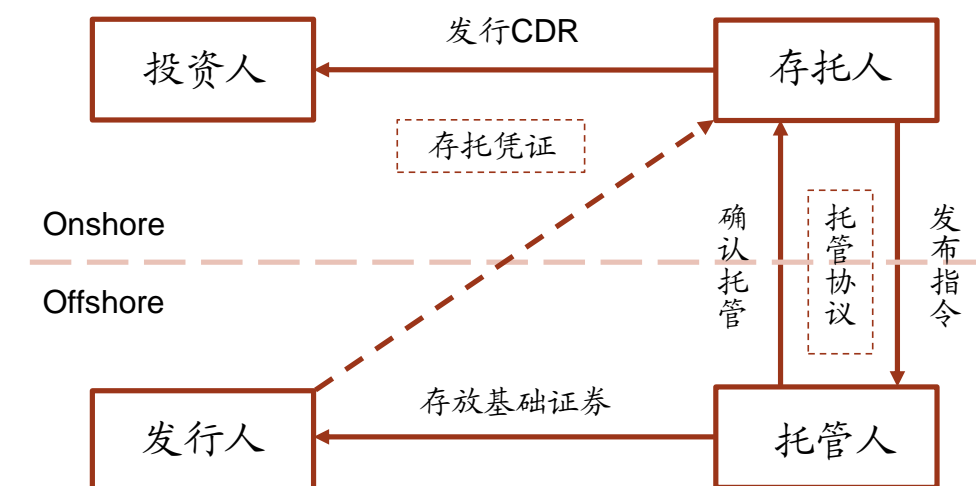 发行CDR
投资人
存托人
存托凭证
Onshore
确认托管
托管协议
发布指令
Offshore
存放基础证券
发行人
托管人